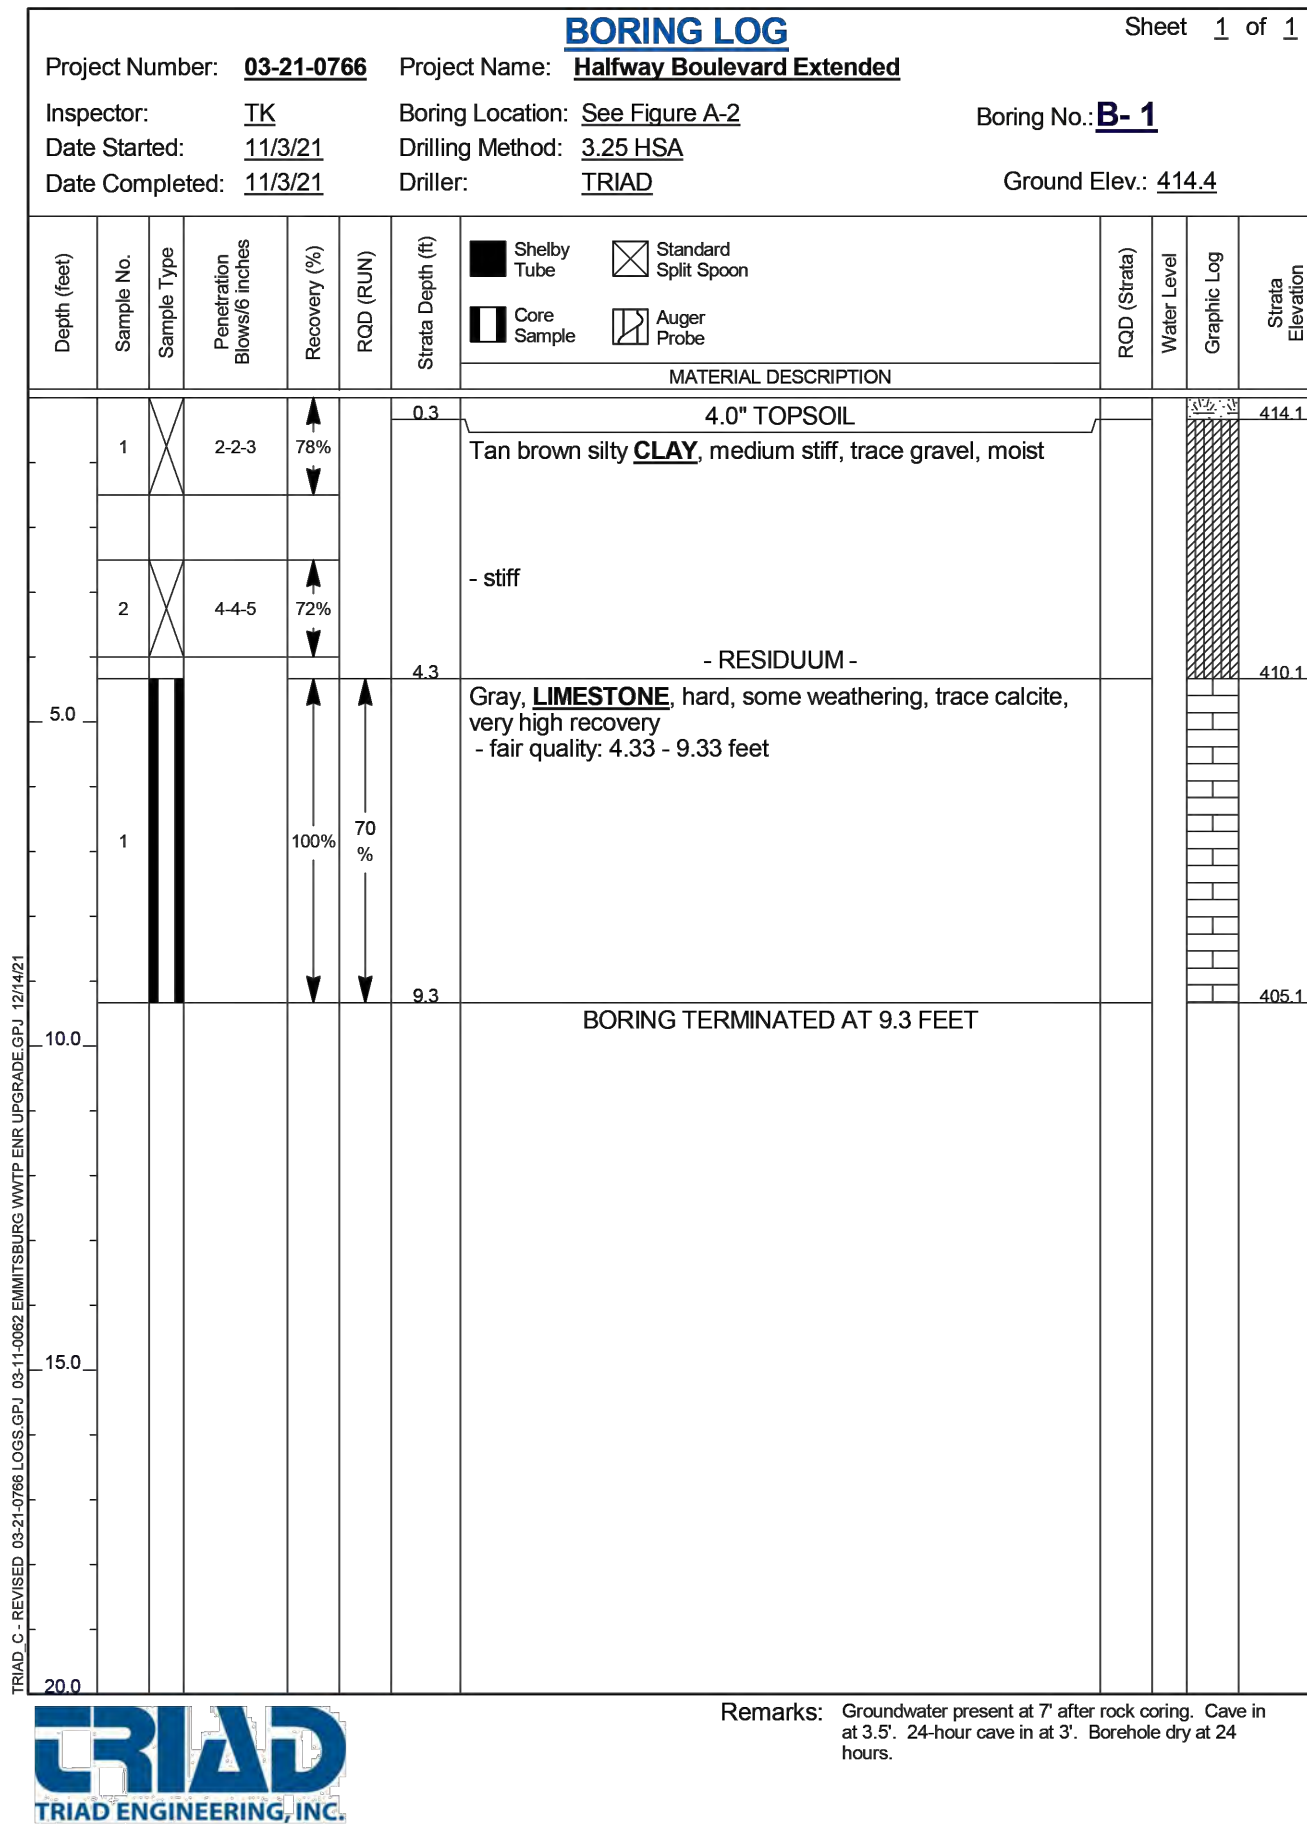 BORING LOG
Sheet 1 of 1
Project Number: 03-21-0766 Project Name: Halfway Boulevard Extended
Inspector: TK Boring Location: See Figure A-2 Boring No.: B- 1
Date Started: 11/3/21 Drilling Method: 3.25 HSA
Date Completed: 11/3/21 Driller: TRIAD Ground Elev.: 414.4
Depth (feet)
Sample No.
Sample Type
Penetration
Blows/6 inches
Recovery (%)
RQD (RUN)
Strata Depth (ft)
Shelby
Tube
Standard
Split Spoon
Core
Sample
Auger
Probe
MATERIAL DESCRIPTION
RQD (Strata)
Water Level
Graphic Log
Strata
Elevation
0.3 4.0" TOPSOIL 414.1
1 2-2-3 78% Tan brown silty CLAY, medium stiff, trace gravel, moist
- stiff
2 4-4-5 72%
- RESIDUUM -
4.3 410.1
Gray, LIMESTONE, hard, some weathering, trace calcite,
5.0 very high recovery
- fair quality: 4.33 - 9.33 feet
1 100% 70
%
9.3 405.1
BORING TERMINATED AT 9.3 FEET
10.0
15.0
20.0
TRIAD_C - REVISED 03-21-0766 LOGS.GPJ 03-11-0062 EMMITSBURG WWTP ENR UPGRADE.GPJ 12/14/21
TRIAD
TRIAD ENGINEERING, INC.
Remarks: Groundwater present at 7' after rock coring. Cave in
at 3.5'. 24-hour cave in at 3'. Borehole dry at 24
hours.